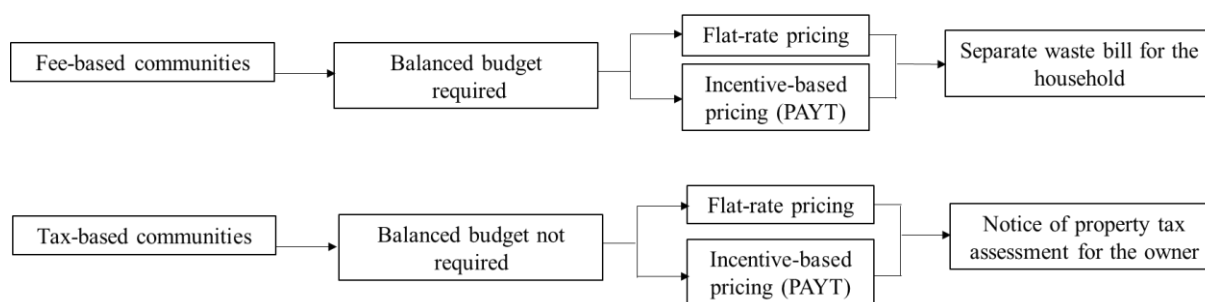 Fee-based communities
Balanced budget
required
Flat-rate pricing
Incentive-based
pricing (PAYT)
Separate waste bill for the
household
Tax-based communities
Balanced budget not
required
Flat-rate pricing
Incentive-based
pricing (PAYT)
Notice of property tax
assessment for the owner